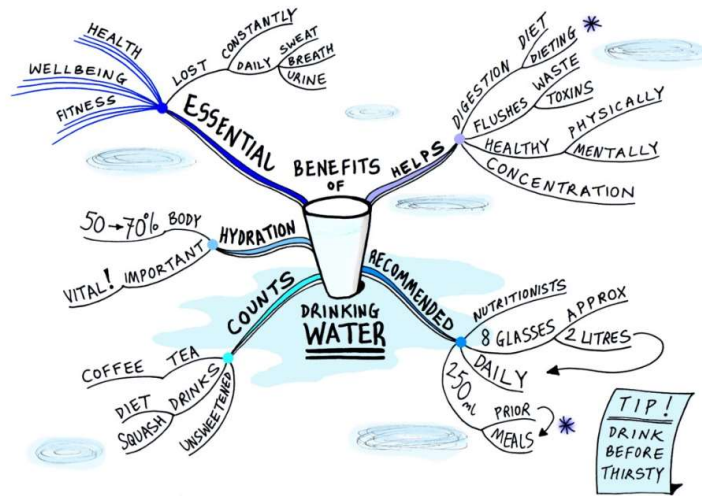 BENEFITS
OF
DRINKING
WATER
ESSENTIAL
HEALTH
WELLBEING
FITNESS
LOST
CONSTANTLY
DAILY
SWEAT
BREATH
URINE
HELPS
DIGESTION
DIET
DIETING
FLUSHES
WASTE
TOXINS
HEALTHY
PHYSICALLY
MENTALLY
CONCENTRATION
HYDRATION
50→70% BODY
VITAL! IMPORTANT
COUNTS
COFFEE TEA
DIET
SQUASH
DRINKS
UNSWEETENED
RECOMMENDED
NUTRITIONISTS
8 GLASSES
APPROX
2 LITRES
DAILY
250ml
PRIOR
MEALS
TIP!
DRINK
BEFORE
THIRSTY